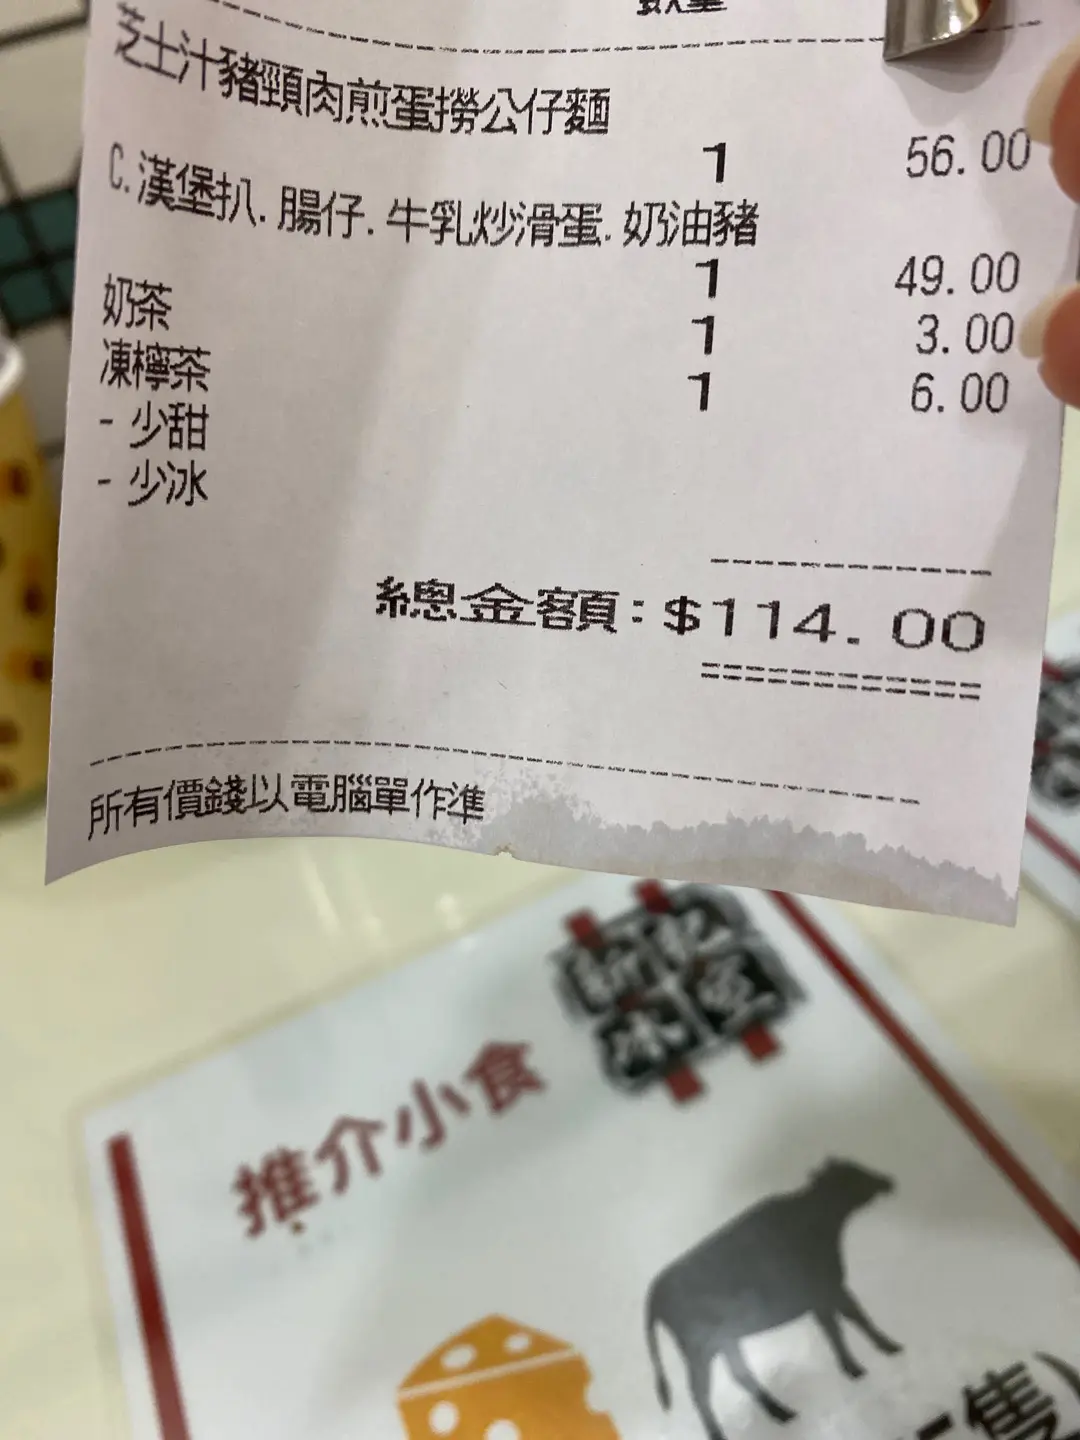 數量
芝士汁豬頸肉煎蛋撈公仔麵
1 56.00
C.漢堡扒.腸仔.牛乳炒滑蛋.奶油豬
1 49.00
奶茶 1 3.00
凍檸茶 1 6.00
- 少甜
- 少冰
總金額:$114.00
所有價錢以電腦單作準
推介小食
隻)